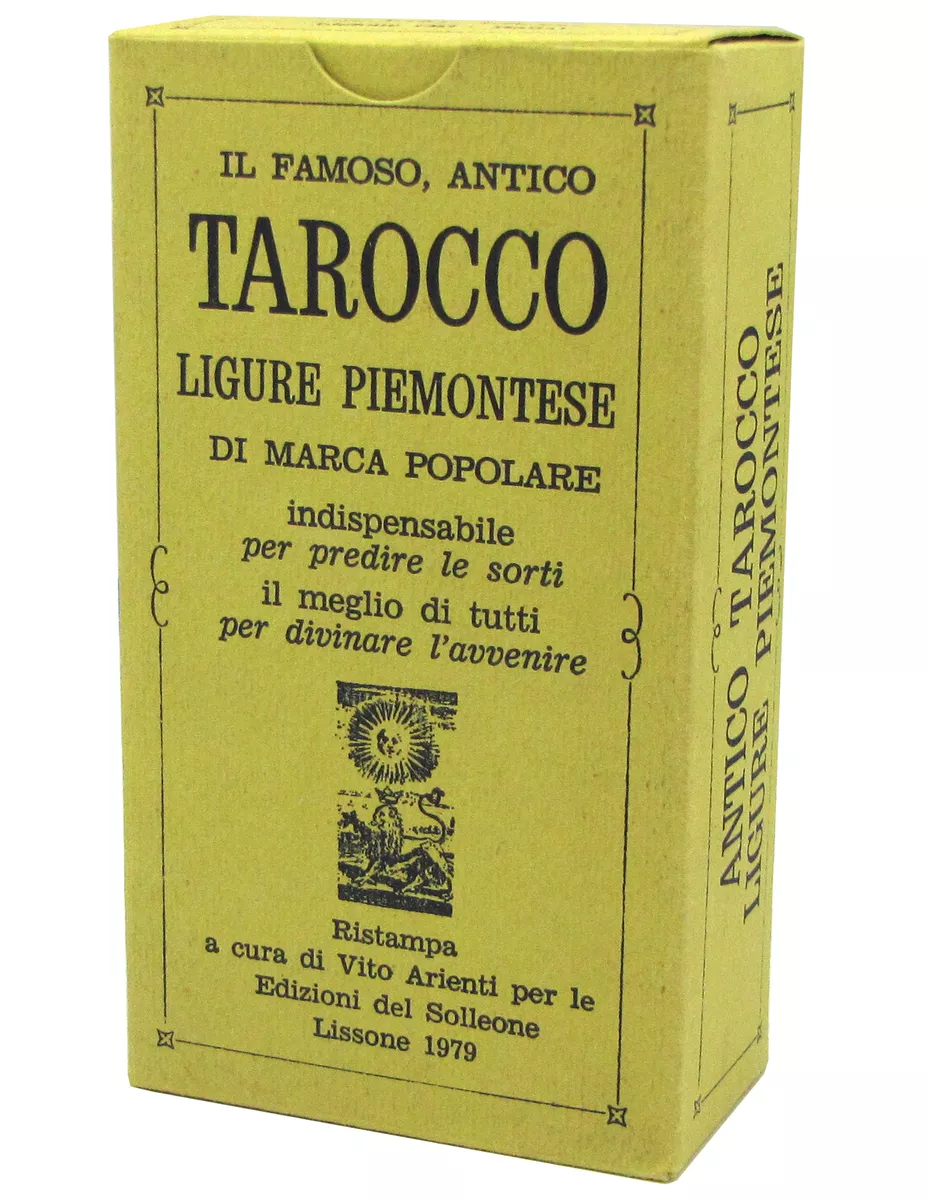 IL FAMOSO, ANTICO
TAROCCO
LIGURE PIEMONTESE
DI MARCA POPOLARE
indispensabile
per predire le sorti
il meglio di tutti
per divinare l'avvenire
Ristampa
a cura di Vito Arienti per le
Edizioni del Solleone
Lissone 1979
ANTICO TAROCCO
LIGURE PIEMONTESE